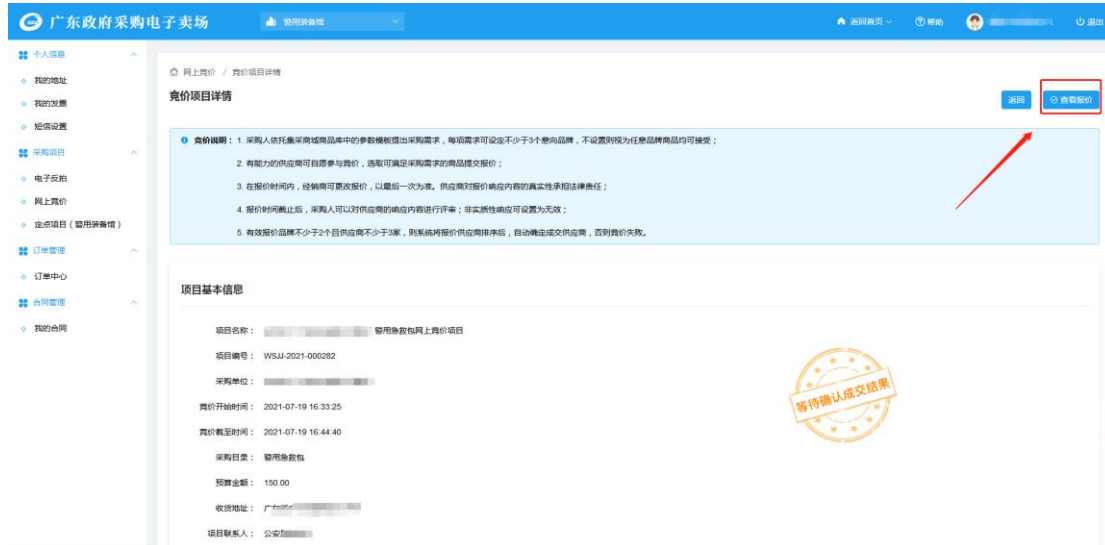 广东政府采购电子卖场
警用装备馆
返回首页
帮助
退出
个人信息
我的地址
我的发票
短信设置
采购项目
电子反拍
网上竞价
定点项目（警用装备馆）
订单管理
订单中心
合同管理
我的合同
网上竞价 / 竞价项目详情
竞价项目详情
返回
查看报价
竞价说明：1. 采购人依托集采商城商品库中的参数模板提出采购需求，每项需求可设定不少于3个意向品牌，不设置则视为任意品牌商品均可接受；
2. 有能力的供应商可自愿参与竞价，选取可满足采购需求的商品提交报价；
3. 在报价时间内，经销商可更改报价，以最后一次为准。供应商对报价响应内容的真实性承担法律责任；
4. 报价时间截止后，采购人可以对供应商的响应内容进行评审；非实质性响应可设置为无效；
5. 有效报价品牌不少于2个且供应商不少于3家，则系统将报价供应商排序后，自动确定成交供应商，否则竞价失败。
项目基本信息
项目名称： 警用急救包网上竞价项目
项目编号： WSJJ-2021-000282
采购单位：
竞价开始时间： 2021-07-19 16:33:25
竞价截至时间： 2021-07-19 16:44:40
采购目录： 警用急救包
预算金额： 150.00
收货地址： 广
项目联系人： 公安
等待确认成交结果